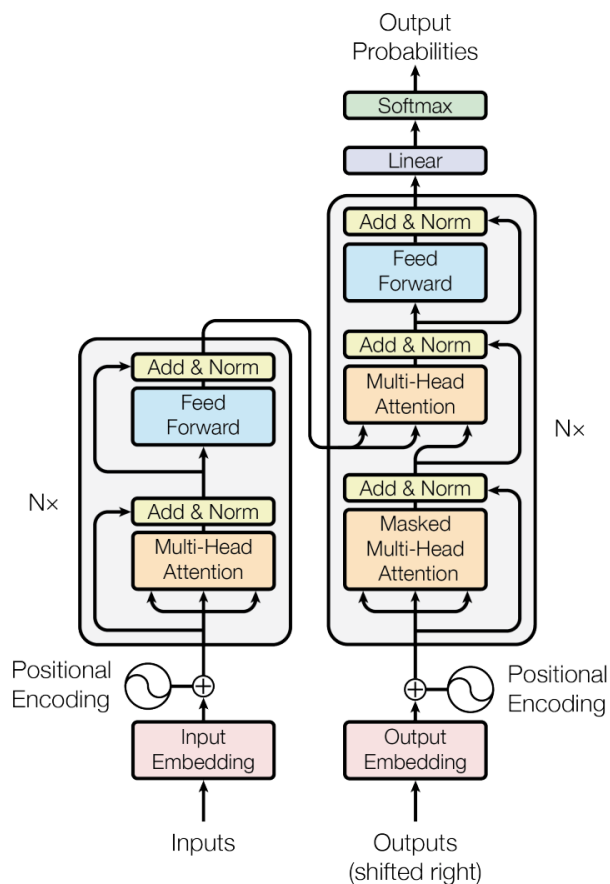 Output
Probabilities
Softmax
Linear
Add & Norm
Feed
Forward
Add & Norm
Multi-Head
Attention
Add & Norm
Masked
Multi-Head
Attention
N×
Add & Norm
Feed
Forward
Add & Norm
Multi-Head
Attention
N×
Positional
Encoding
Positional
Encoding
Input
Embedding
Output
Embedding
Inputs
Outputs
(shifted right)